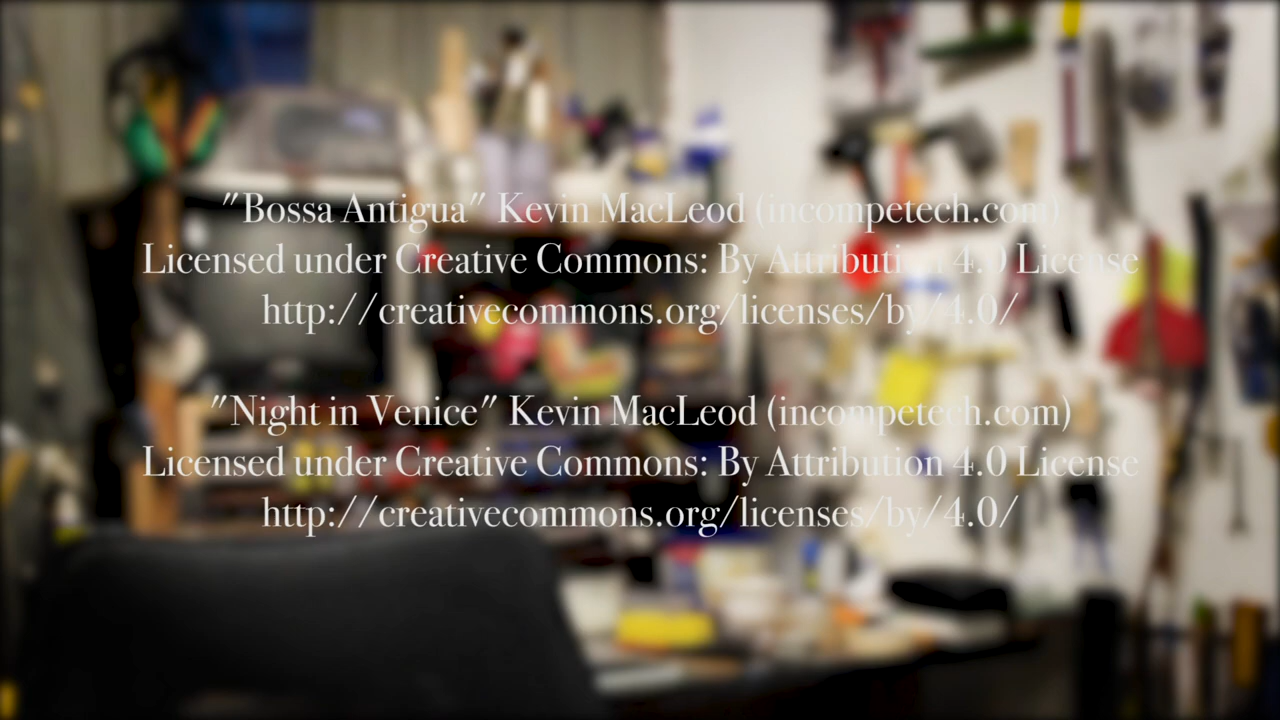 "Bossa Antigua" Kevin MacLeod (incompetech.com)
Licensed under Creative Commons: By Attribution 4.0 License
http://creativecommons.org/licenses/by/4.0/
"Night in Venice" Kevin MacLeod (incompetech.com)
Licensed under Creative Commons: By Attribution 4.0 License
http://creativecommons.org/licenses/by/4.0/